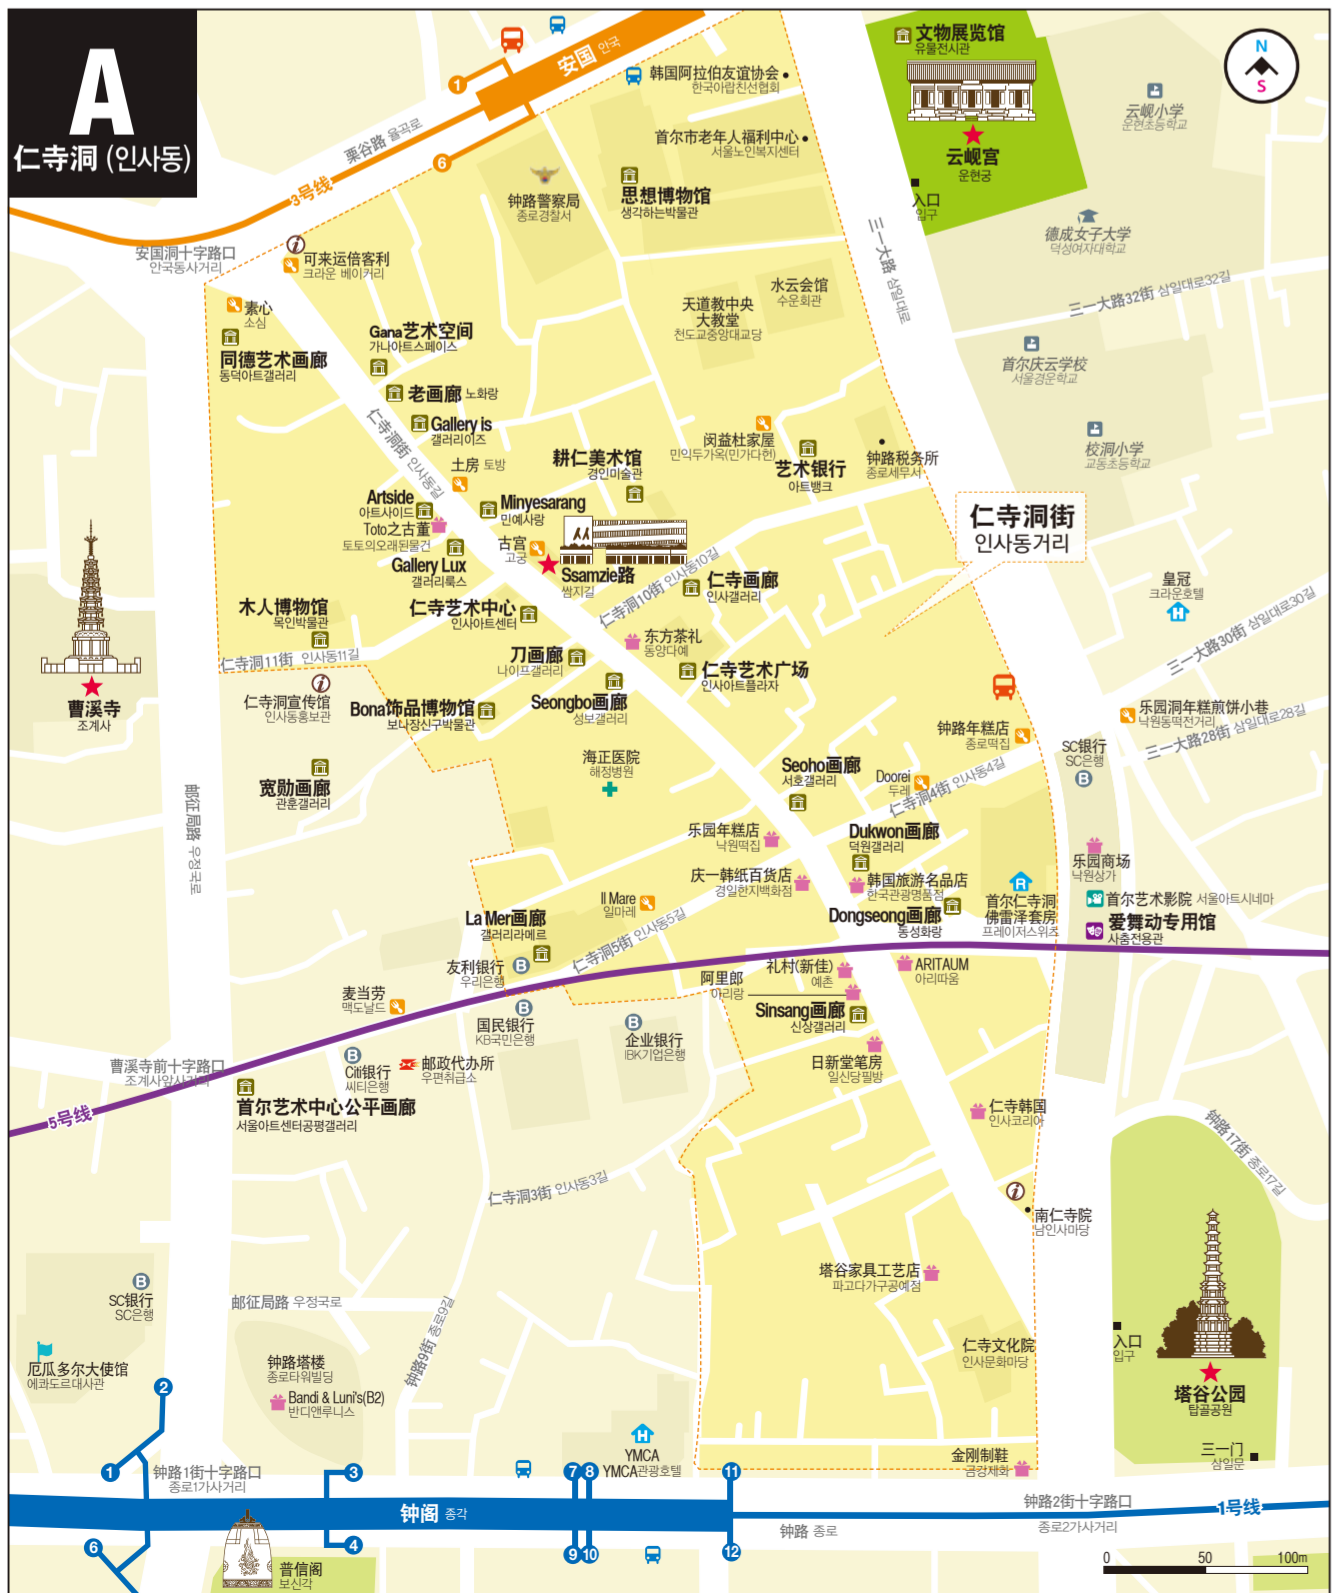 A
仁寺洞 (인사동)
安国 안국
1
6
栗谷路 율곡로
3号线
安国洞十字路口
안국동사거리
韩国阿拉伯友谊协会
한국아랍친선협회
首尔市老年人福利中心
서울노인복지센터
文物展览馆
유물전시관
云岘宫
운현궁
入口
입구
N
S
云岘小学
운현초등학교
钟路警察局
종로경찰서
思想博物馆
생각하는박물관
三一大路 삼일대로
德成女子大学
덕성여자대학교
三一大路32街 삼일대로32길
可来运倍客利
크라운 베이커리
素心
소심
同德艺术画廊
동덕아트갤러리
Gana艺术空间
가나아트스페이스
水云会馆
수운회관
天道教中央
大教堂
천도교중앙대교당
首尔庆云学校
서울경운학교
老画廊 노화랑
Gallery is
갤러리이즈
仁寺洞街 인사동길
土房 토방
耕仁美术馆
경인미술관
闵益杜家屋
민익두가옥(민가다헌)
艺术银行
아트뱅크
钟路税务所
종로세무서
校洞小学
교동초등학교
Artside
아트사이드
Minyesarang
민예사랑
Toto之古董
토토의오래된물건
Gallery Lux
갤러리룩스
古宫
고궁
Ssamzie路
쌈지길
仁寺洞10街 인사동10길
仁寺画廊
인사갤러리
仁寺洞街
인사동거리
皇冠
크라운호텔
三一大路30街 삼일대로30길
木人博物馆
목인박물관
仁寺艺术中心
인사아트센터
仁寺洞11街 인사동11길
刀画廊
나이프갤러리
东方茶礼
동양다예
仁寺艺术广场
인사아트플라자
曹溪寺
조계사
仁寺洞宣传馆
인사동홍보관
Bona饰品博物馆
보나장신구박물관
Seongbo画廊
성보갤러리
钟路年糕店
종로떡집
乐园洞年糕煎饼小巷
낙원동떡전거리
三一大路28街 삼일대로28길
SC银行
SC은행
B
海正医院
해정병원
Seoho画廊
서호갤러리
Doorei
두레
仁寺洞4街 인사동4길
宽勋画廊
관훈갤러리
邮征局路 우정국로
乐园年糕店
낙원떡집
Dukwon画廊
덕원갤러리
乐园商场
낙원상가
庆一韩纸百货店
경일한지백화점
韩国旅游名品店
한국관광명품점
R
首尔仁寺洞
佛雷泽套房
프레이저스위츠
首尔艺术影院 서울아트시네마
爱舞动专用馆
사춤전용관
Il Mare
일마레
La Mer画廊
갤러리라메르
仁寺洞5街 인사동5길
Dongseong画廊
동성화랑
友利银行
우리은행
B
阿里郎
아리랑
礼村(新佳)
예촌
ARITAUM
아리따움
麦当劳
맥도날드
国民银行
KB국민은행
B
企业银行
IBK기업은행
B
Sinsang画廊
신상갤러리
日新堂笔房
일신당필방
曹溪寺前十字路口
조계사앞사거리
Citi银行
씨티은행
B
邮政代办所
우편취급소
首尔艺术中心公平画廊
서울아트센터공평갤러리
5号线
仁寺韩国
인사코리아
钟路17街 종로17길
仁寺洞3街 인사동3길
南仁寺院
남인사마당
B
SC银行
SC은행
邮征局路 우정국로
塔谷家具工艺店
파고다가구공예점
钟路9街 종로9길
厄瓜多尔大使馆
에콰도르대사관
钟路塔楼
종로타워빌딩
Bandi & Luni's(B2)
반디앤루니스
仁寺文化院
인사문화마당
入口
입구
塔谷公园
탑골공원
三一门
삼일문
YMCA
YMCA관광호텔
金刚制鞋
금강제화
2
1
3
7 8
11
钟路1街十字路口
종로1가사거리
钟阁 종각
钟路2街十字路口
종로2가사거리
1号线
钟路 종로
6
4
9 10
12
普信阁
보신각
0 50 100m